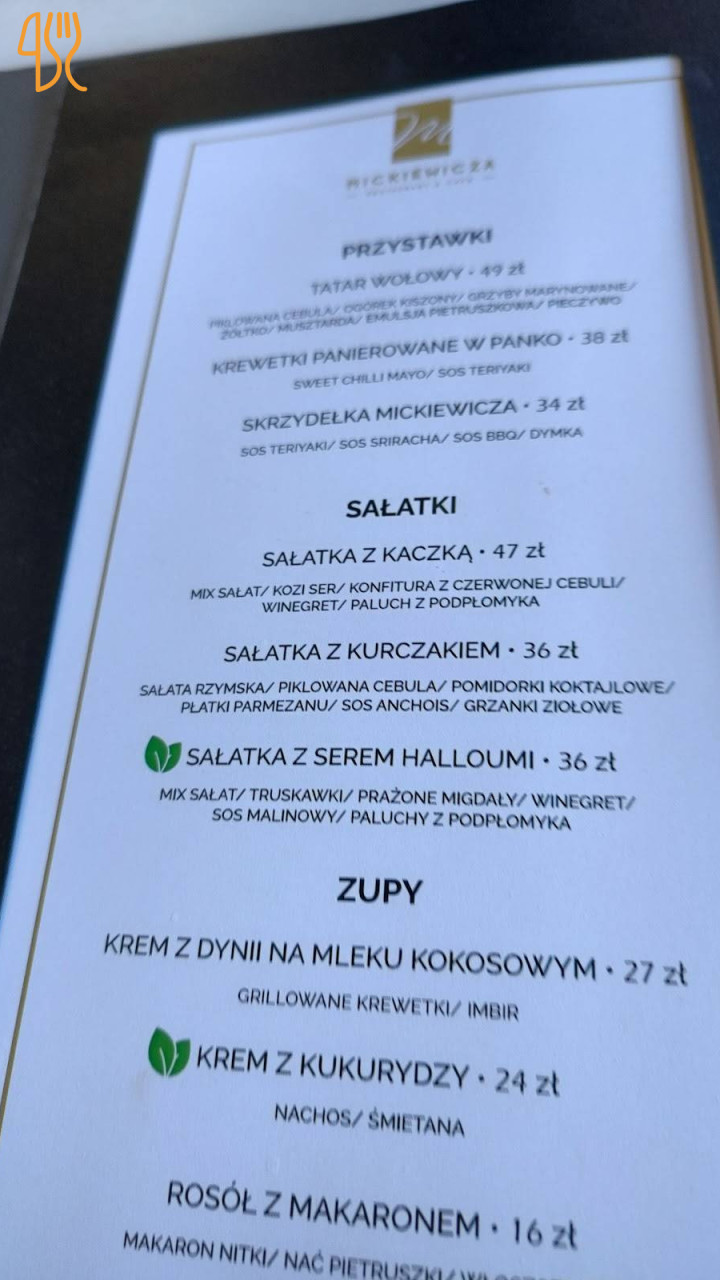 MICKIEWICZA
PRZYSTAWKI
TATAR WOŁOWY • 49 zł
PIKLOWANA CEBULA/ OGÓREK KISZONY/ GRZYBY MARYNOWANE/
ŻÓŁTKO/ MUSZTARDA/ EMULSJA PIETRUSZKOWA/ PIECZYWO
KREWETKI PANIEROWANE W PANKO • 38 zł
SWEET CHILLI MAYO/ SOS TERIYAKI
SKRZYDEŁKA MICKIEWICZA • 34 zł
SOS TERIYAKI/ SOS SRIRACHA/ SOS BBQ/ DYMKA
SAŁATKI
SAŁATKA Z KACZKĄ • 47 zł
MIX SAŁAT/ KOZI SER/ KONFITURA Z CZERWONEJ CEBULI/
WINEGRET/ PALUCH Z PODPŁOMYKA
SAŁATKA Z KURCZAKIEM • 36 zł
SAŁATA RZYMSKA/ PIKLOWANA CEBULA/ POMIDORKI KOKTAJLOWE/
PŁATKI PARMEZANU/ SOS ANCHOIS/ GRZANKI ZIOŁOWE
SAŁATKA Z SEREM HALLOUMI • 36 zł
MIX SAŁAT/ TRUSKAWKI/ PRAŻONE MIGDAŁY/ WINEGRET/
SOS MALINOWY/ PALUCHY Z PODPŁOMYKA
ZUPY
KREM Z DYNII NA MLEKU KOKOSOWYM • 27 zł
GRILLOWANE KREWETKI/ IMBIR
KREM Z KUKURYDZY • 24 zł
NACHOS/ ŚMIETANA
ROSÓŁ Z MAKARONEM • 16 zł
MAKARON NITKI/ NAĆ PIETRUSZKI/